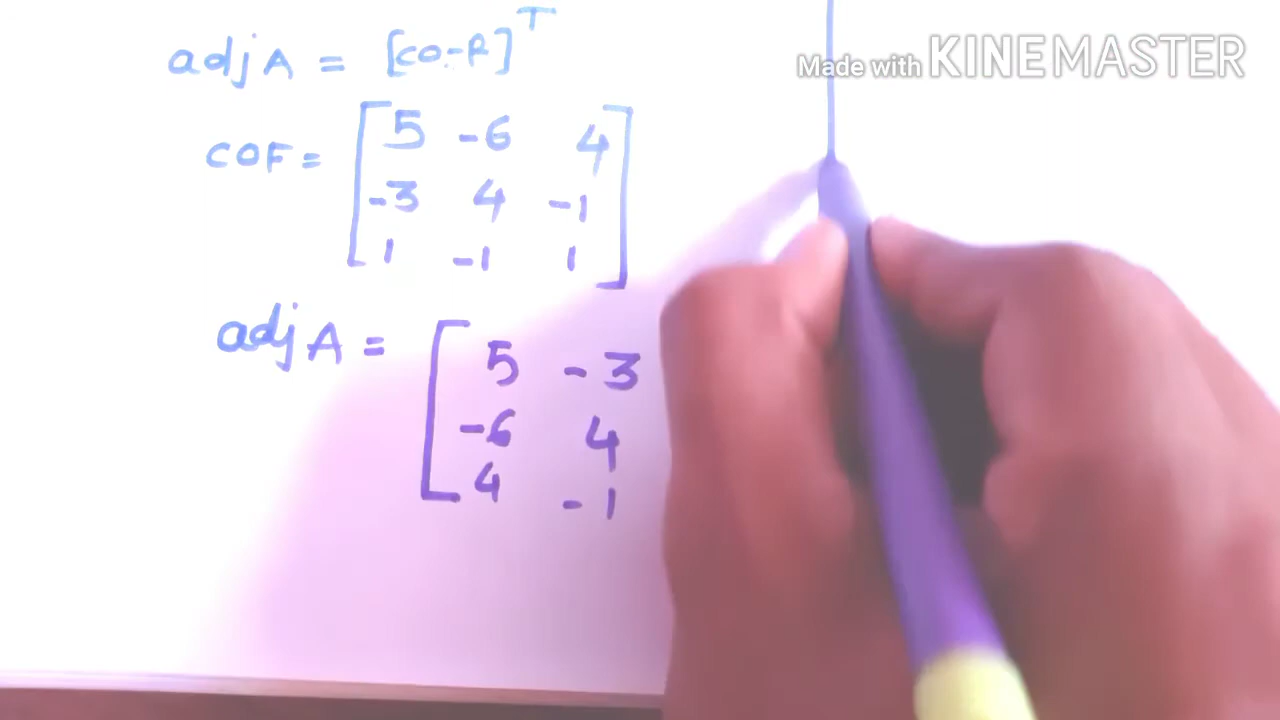 adj A = [co-F]ᵀ
Made with KINEMASTER
COF = [5 -6 4
-3 4 -1
1 -1 1]
adj A = [5 -3
-6 4
4 -1